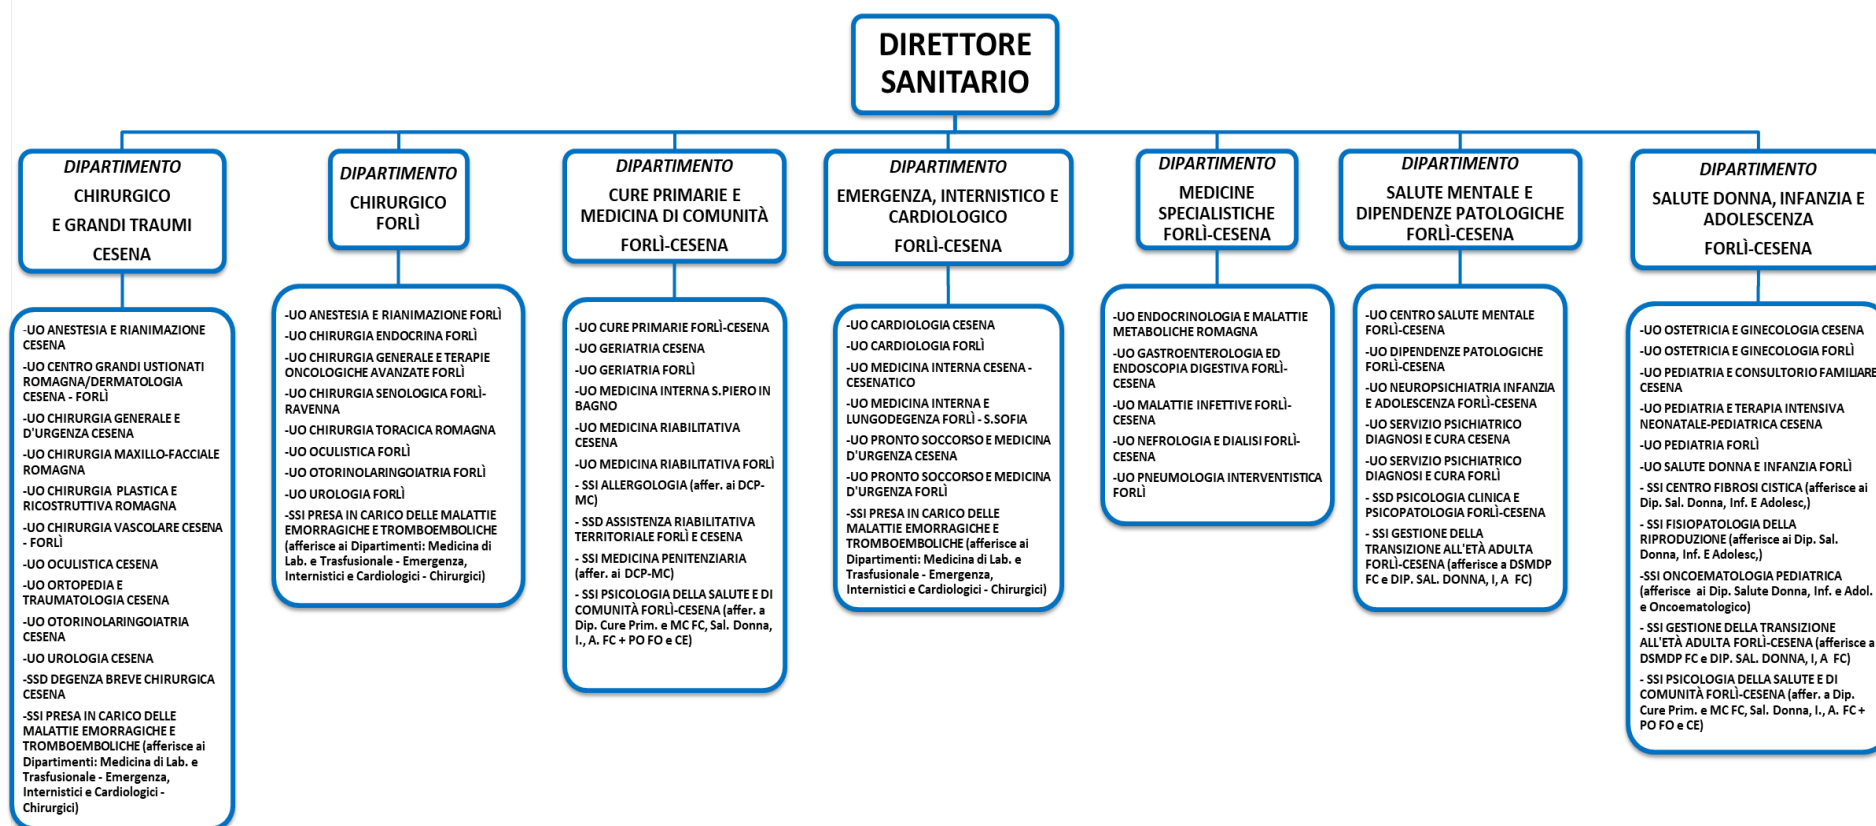 DIRETTORE
SANITARIO
DIPARTIMENTO
CHIRURGICO
E GRANDI TRAUMI
CESENA
-UO ANESTESIA E RIANIMAZIONE
CESENA
-UO CENTRO GRANDI USTIONATI
ROMAGNA/DERMATOLOGIA
CESENA - FORLÌ
-UO CHIRURGIA GENERALE E
D'URGENZA CESENA
-UO CHIRURGIA MAXILLO-FACCIALE
ROMAGNA
-UO CHIRURGIA PLASTICA E
RICOSTRUTTIVA ROMAGNA
-UO CHIRURGIA VASCOLARE CESENA
- FORLÌ
-UO OCULISTICA CESENA
-UO ORTOPEDIA E
TRAUMATOLOGIA CESENA
-UO OTORINOLARINGOIATRIA
CESENA
-UO UROLOGIA CESENA
-SSD DEGENZA BREVE CHIRURGICA
CESENA
-SSI PRESA IN CARICO DELLE
MALATTIE EMORRAGICHE E
TROMBOEMBOLICHE (afferisce ai
Dipartimenti: Medicina di Lab. e
Trasfusionale - Emergenza,
Internistici e Cardiologici -
Chirurgici)
DIPARTIMENTO
CHIRURGICO
FORLÌ
-UO ANESTESIA E RIANIMAZIONE FORLÌ
-UO CHIRURGIA ENDOCRINA FORLÌ
-UO CHIRURGIA GENERALE E TERAPIE
ONCOLOGICHE AVANZATE FORLÌ
-UO CHIRURGIA SENOLOGICA FORLÌ-
RAVENNA
-UO CHIRURGIA TORACICA ROMAGNA
-UO OCULISTICA FORLÌ
-UO OTORINOLARINGOIATRIA FORLÌ
-UO UROLOGIA FORLÌ
-SSI PRESA IN CARICO DELLE MALATTIE
EMORRAGICHE E TROMBOEMBOLICHE
(afferisce ai Dipartimenti: Medicina di
Lab. e Trasfusionale - Emergenza,
Internistici e Cardiologici - Chirurgici)
DIPARTIMENTO
CURE PRIMARIE E
MEDICINA DI COMUNITÀ
FORLÌ-CESENA
-UO CURE PRIMARIE FORLÌ-CESENA
-UO GERIATRIA CESENA
-UO GERIATRIA FORLÌ
-UO MEDICINA INTERNA S.PIERO IN
BAGNO
-UO MEDICINA RIABILITATIVA
CESENA
-UO MEDICINA RIABILITATIVA FORLÌ
- SSI ALLERGOLOGIA (affer. ai DCP-
MC)
- SSD ASSISTENZA RIABILITATIVA
TERRITORIALE FORLÌ E CESENA
- SSI MEDICINA PENITENZIARIA
(affer. ai DCP-MC)
- SSI PSICOLOGIA DELLA SALUTE E DI
COMUNITÀ FORLÌ-CESENA (affer. a
Dip. Cure Prim. e MC FC, Sal. Donna,
I., A. FC + PO FO e CE)
DIPARTIMENTO
EMERGENZA, INTERNISTICO E
CARDIOLOGICO
FORLÌ-CESENA
-UO CARDIOLOGIA CESENA
-UO CARDIOLOGIA FORLÌ
-UO MEDICINA INTERNA CESENA -
CESENATICO
-UO MEDICINA INTERNA E
LUNGODEGENZA FORLÌ - S.SOFIA
-UO PRONTO SOCCORSO E MEDICINA
D'URGENZA CESENA
-UO PRONTO SOCCORSO E MEDICINA
D'URGENZA FORLÌ
-SSI PRESA IN CARICO DELLE
MALATTIE EMORRAGICHE E
TROMBOEMBOLICHE (afferisce ai
Dipartimenti: Medicina di Lab. e
Trasfusionale - Emergenza,
Internistici e Cardiologici - Chirurgici)
DIPARTIMENTO
MEDICINE
SPECIALISTICHE
FORLÌ-CESENA
-UO ENDOCRINOLOGIA E MALATTIE
METABOLICHE ROMAGNA
-UO GASTROENTEROLOGIA ED
ENDOSCOPIA DIGESTIVA FORLÌ-
CESENA
-UO MALATTIE INFETTIVE FORLÌ-
CESENA
-UO NEFROLOGIA E DIALISI FORLÌ-
CESENA
-UO PNEUMOLOGIA INTERVENTISTICA
FORLÌ
DIPARTIMENTO
SALUTE MENTALE E
DIPENDENZE PATOLOGICHE
FORLÌ-CESENA
-UO CENTRO SALUTE MENTALE
FORLÌ-CESENA
-UO DIPENDENZE PATOLOGICHE
FORLÌ-CESENA
-UO NEUROPSICHIATRIA INFANZIA
E ADOLESCENZA FORLÌ-CESENA
-UO SERVIZIO PSICHIATRICO
DIAGNOSI E CURA CESENA
-UO SERVIZIO PSICHIATRICO
DIAGNOSI E CURA FORLÌ
- SSD PSICOLOGIA CLINICA E
PSICOPATOLOGIA FORLÌ-CESENA
- SSI GESTIONE DELLA
TRANSIZIONE ALL'ETÀ ADULTA
FORLÌ-CESENA (afferisce a DSMDP
FC e DIP. SAL. DONNA, I, A FC)
DIPARTIMENTO
SALUTE DONNA, INFANZIA E
ADOLESCENZA
FORLÌ-CESENA
-UO OSTETRICIA E GINECOLOGIA CESENA
-UO OSTETRICIA E GINECOLOGIA FORLÌ
-UO PEDIATRIA E CONSULTORIO FAMILIARE
CESENA
-UO PEDIATRIA E TERAPIA INTENSIVA
NEONATALE-PEDIATRICA CESENA
-UO PEDIATRIA FORLÌ
-UO SALUTE DONNA E INFANZIA FORLÌ
- SSI CENTRO FIBROSI CISTICA (afferisce ai
Dip. Sal. Donna, Inf. E Adolesc,)
- SSI FISIOPATOLOGIA DELLA
RIPRODUZIONE (afferisce ai Dip. Sal.
Donna, Inf. E Adolesc,)
-SSI ONCOEMATOLOGIA PEDIATRICA
(afferisce ai Dip. Salute Donna, Inf. e Adol.
e Oncoematologico)
- SSI GESTIONE DELLA TRANSIZIONE
ALL'ETÀ ADULTA FORLÌ-CESENA (afferisce a
DSMDP FC e DIP. SAL. DONNA, I, A FC)
- SSI PSICOLOGIA DELLA SALUTE E DI
COMUNITÀ FORLÌ-CESENA (affer. a Dip.
Cure Prim. e MC FC, Sal. Donna, I., A. FC +
PO FO e CE)